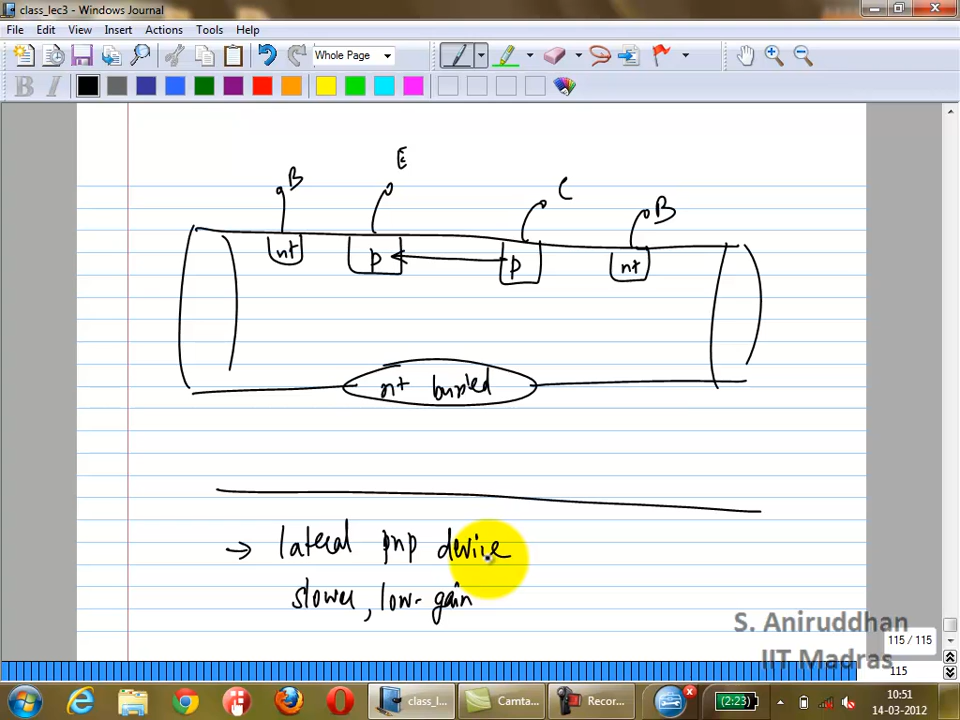 class_lec3 - Windows Journal
File Edit View Insert Actions Tools Help
Whole Page
B I
E
B
C
B
n+
p
p
n+
n+ buried
→ lateral pnp device
slower, low-gain
S. Aniruddhan
IIT Madras
115 / 115
115
class_l...
Camta...
Recor...
(2:23)
10:51
14-03-2012